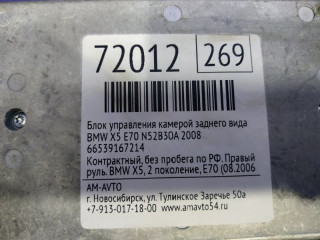 72012 269
Блок управления камерой заднего вида
BMW X5 E70 N52B30A 2008
66539167214
Контрактный, без пробега по РФ. Правый
руль. BMW X5, 2 поколение, E70 (08.2006
АМ-АВТО
г. Новосибирск, ул. Тулинское Заречье 50а
+7-913-017-18-00 www.amavto54.ru